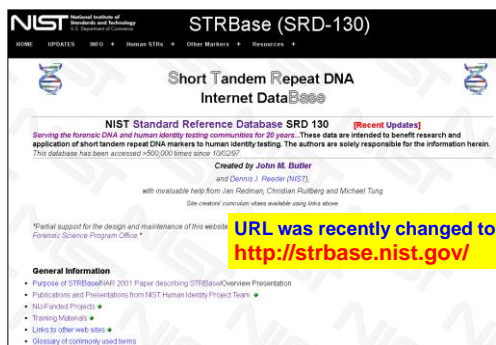 NIST National Institute of
Standards and Technology
U.S. Department of Commerce
STRBase (SRD-130)
HOME UPDATES INFO + Human STRs + Other Markers + Resources +
Short Tandem Repeat DNA
Internet DataBase
NIST Standard Reference Database SRD 130 [Recent Updates]
Serving the forensic DNA and human identity testing communities for 20 years...These data are intended to benefit research and
application of short tandem repeat DNA markers to human identity testing. The authors are solely responsible for the information herein.
This database has been accessed >500,000 times since 10/02/97.
Created by John M. Butler
and Dennis J. Reeder (NIST),
with invaluable help from Jan Redman, Christian Ruitberg and Michael Tung
Site creators' curriculum vitaes available using links above.
*Partial support for the design and maintenance of this website
Forensic Science Program Office.*
URL was recently changed to
http://strbase.nist.gov/
General Information
• Purpose of STRBase/NAR 2001 Paper describing STRBase/Overview Presentation
• Publications and Presentations from NIST Human Identity Project Team
• NIJ-Funded Projects
• Training Materials
• Links to other web sites
• Glossary of commonly used terms